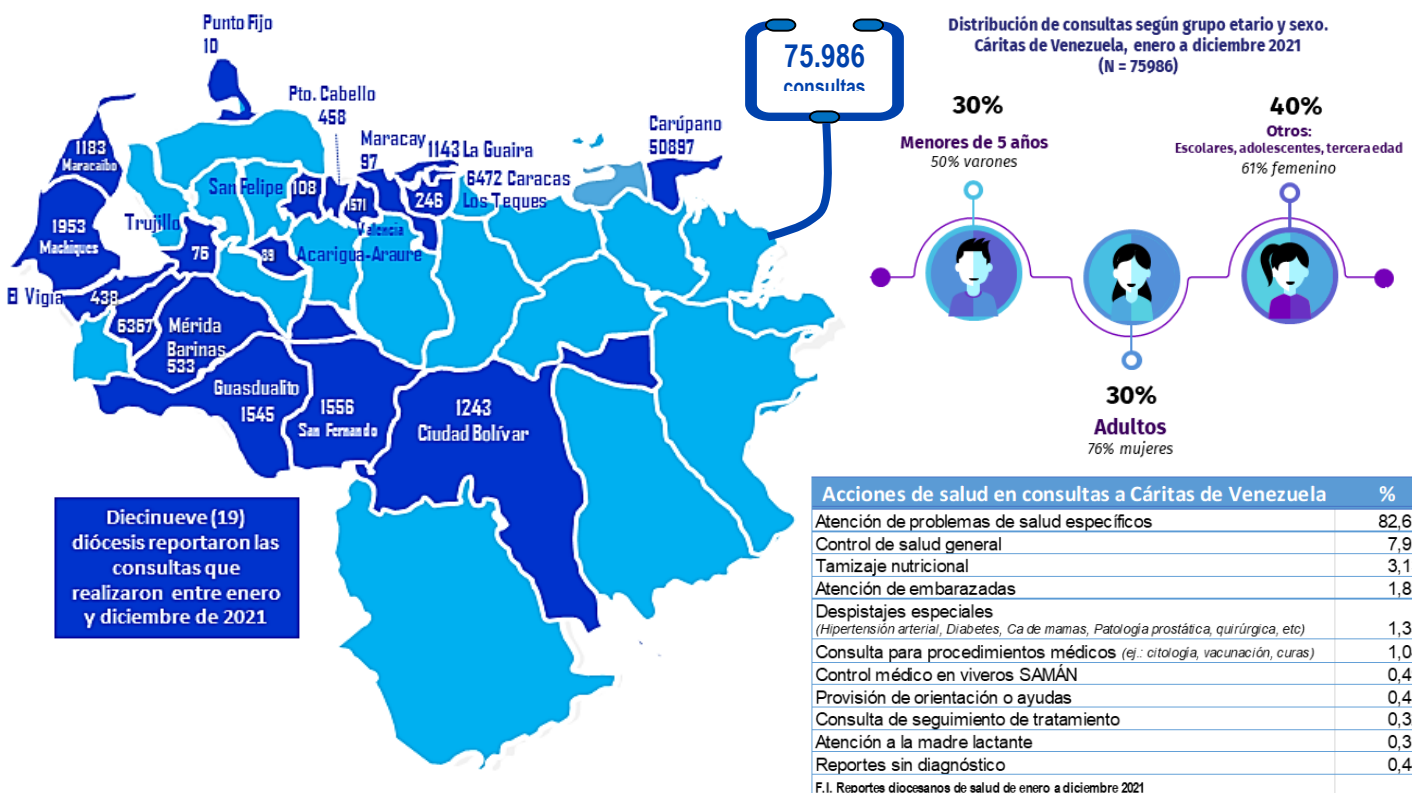 Punto Fijo
10
Pto. Cabello
458
Maracay
97
1143 La Guaira
6472 Caracas
Los Teques
246
Carúpano
50897
1183
Maracaibo
San Felipe
108
1571
Valencia
1953
Machiques
Trujillo
76
89
Acarigua-Araure
El Vigía
438
6367
Mérida
Barinas
533
Guasdualito
1545
1556
San Fernando
1243
Ciudad Bolívar
Diecinueve (19)
diócesis reportaron las
consultas que
realizaron entre enero
y diciembre de 2021
75.986
consultas
Distribución de consultas según grupo etario y sexo.
Cáritas de Venezuela, enero a diciembre 2021
(N = 75986)
30%
Menores de 5 años
50% varones
40%
Otros:
Escolares, adolescentes, tercera edad
61% femenino
30%
Adultos
76% mujeres
Acciones de salud en consultas a Cáritas de Venezuela %
Atención de problemas de salud específicos 82,6
Control de salud general 7,9
Tamizaje nutricional 3,1
Atención de embarazadas 1,8
Despistajes especiales
(Hipertensión arterial, Diabetes, Ca de mamas, Patología prostática, quirúrgica, etc) 1,3
Consulta para procedimientos médicos (ej.: citología, vacunación, curas) 1,0
Control médico en viveros SAMÁN 0,4
Provisión de orientación o ayudas 0,4
Consulta de seguimiento de tratamiento 0,3
Atención a la madre lactante 0,3
Reportes sin diagnóstico 0,4
F.I. Reportes diocesanos de salud de enero a diciembre 2021